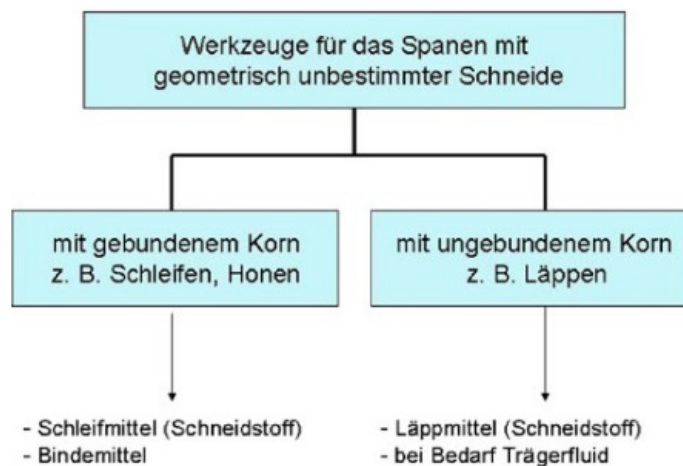 Werkzeuge für das Spanen mit
geometrisch unbestimmter Schneide
mit gebundenem Korn
z. B. Schleifen, Honen
mit ungebundenem Korn
z. B. Läppen
- Schleifmittel (Schneidstoff)
- Bindemittel
- Läppmittel (Schneidstoff)
- bei Bedarf Trägerfluid